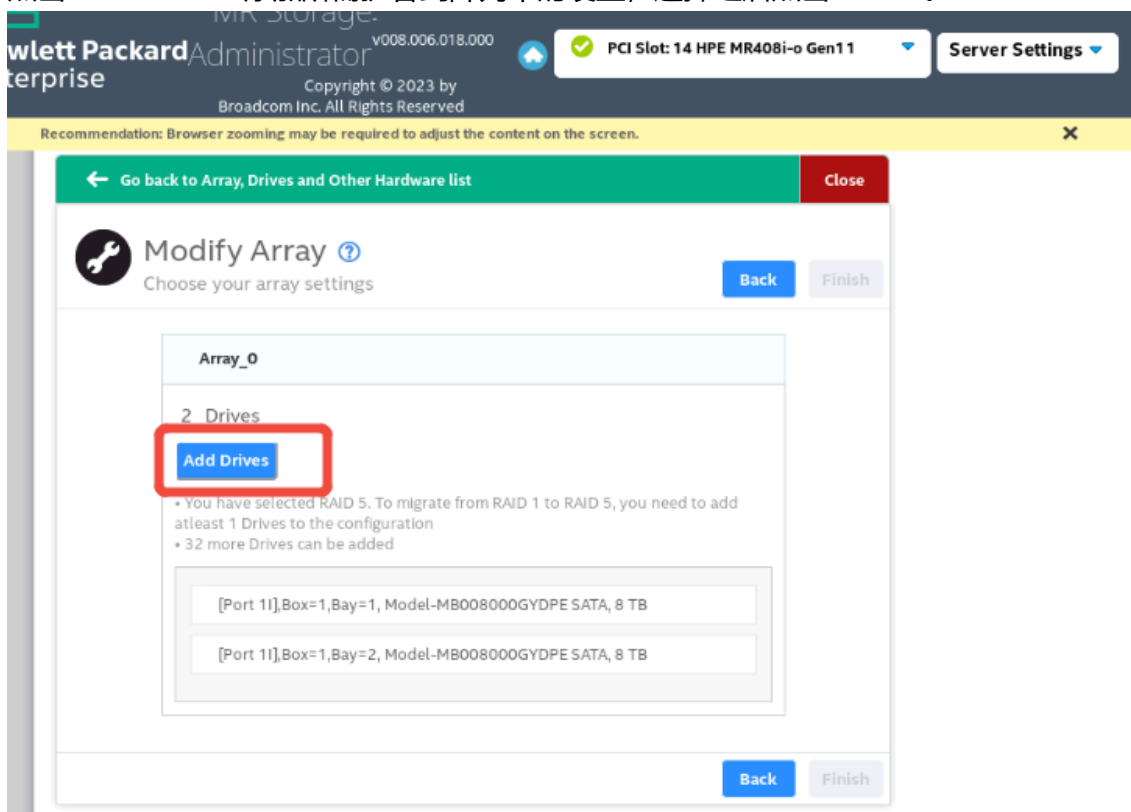 MR Storage
wlett Packard Administrator v008.006.018.000
terprise
Copyright © 2023 by
Broadcom Inc. All Rights Reserved
PCI Slot: 14 HPE MR408i-o Gen11
Server Settings
Recommendation: Browser zooming may be required to adjust the content on the screen.
Go back to Array, Drives and Other Hardware list
Close
Modify Array
Choose your array settings
Back
Finish
Array_0
2 Drives
Add Drives
• You have selected RAID 5. To migrate from RAID 1 to RAID 5, you need to add
atleast 1 Drives to the configuration
• 32 more Drives can be added
[Port 1I],Box=1,Bay=1, Model-MB008000GYDPE SATA, 8 TB
[Port 1I],Box=1,Bay=2, Model-MB008000GYDPE SATA, 8 TB
Back
Finish